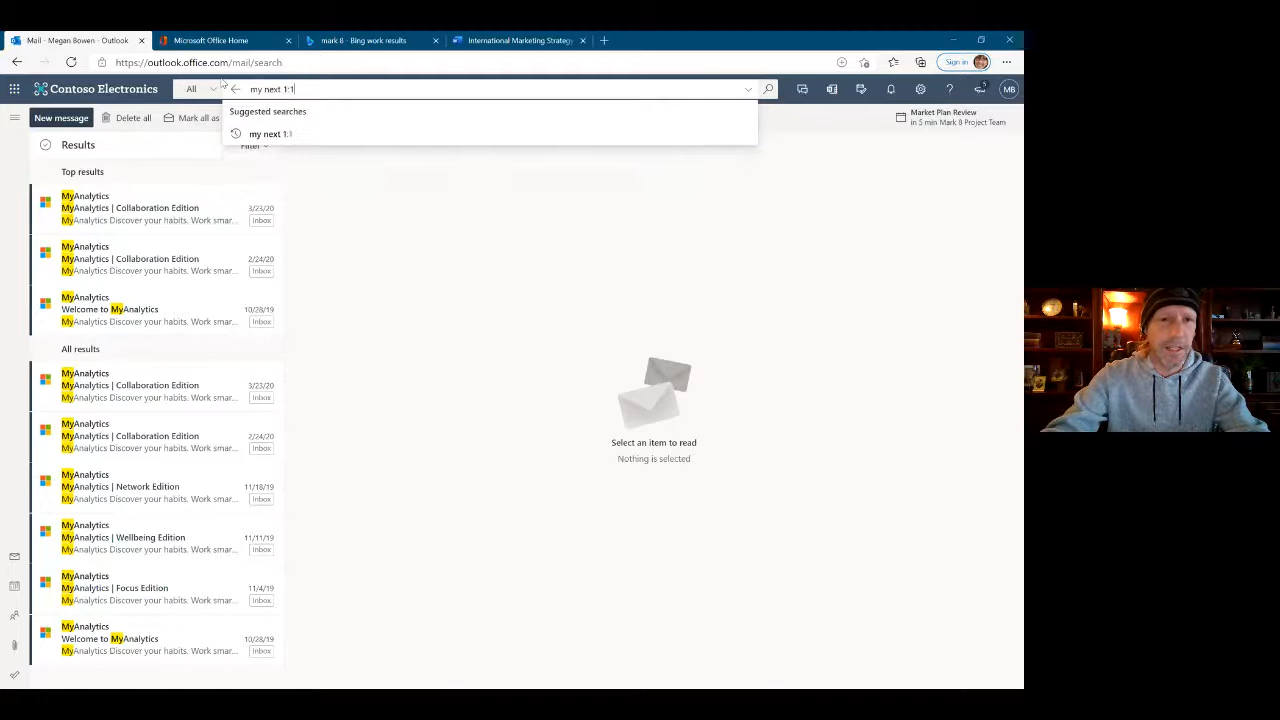 Mail - Megan Bowen - Outlook
Microsoft Office Home
mark 8 - Bing work results
International Marketing Strategy
https://outlook.office.com/mail/search
Sign in
Contoso Electronics
All
my next 1:1
MB
Suggested searches
my next 1:1
New message
Delete all
Mark all as
Market Plan Review
in 5 min Mark 8 Project Team
Results
Filter
Top results
MyAnalytics
MyAnalytics | Collaboration Edition
3/23/20
MyAnalytics Discover your habits. Work smar...
Inbox
MyAnalytics
MyAnalytics | Collaboration Edition
2/24/20
MyAnalytics Discover your habits. Work smar...
Inbox
MyAnalytics
Welcome to MyAnalytics
10/28/19
MyAnalytics Discover your habits. Work smar...
Inbox
All results
MyAnalytics
MyAnalytics | Collaboration Edition
3/23/20
MyAnalytics Discover your habits. Work smar...
Inbox
MyAnalytics
MyAnalytics | Collaboration Edition
2/24/20
MyAnalytics Discover your habits. Work smar...
Inbox
MyAnalytics
MyAnalytics | Network Edition
11/18/19
MyAnalytics Discover your habits. Work smar...
Inbox
MyAnalytics
MyAnalytics | Wellbeing Edition
11/11/19
MyAnalytics Discover your habits. Work smar...
Inbox
MyAnalytics
MyAnalytics | Focus Edition
11/4/19
MyAnalytics Discover your habits. Work smar...
Inbox
MyAnalytics
Welcome to MyAnalytics
10/28/19
MyAnalytics Discover your habits. Work smar...
Inbox
Select an item to read
Nothing is selected